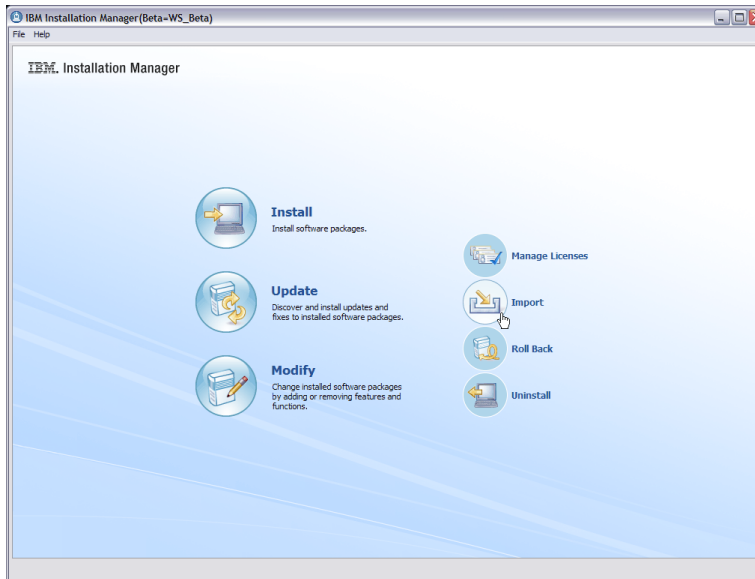 IBM Installation Manager(Beta=WS_Beta)
File Help
IBM. Installation Manager
Install
Install software packages.
Update
Discover and install updates and
fixes to installed software packages.
Modify
Change installed software packages
by adding or removing features and
functions.
Manage Licenses
Import
Roll Back
Uninstall